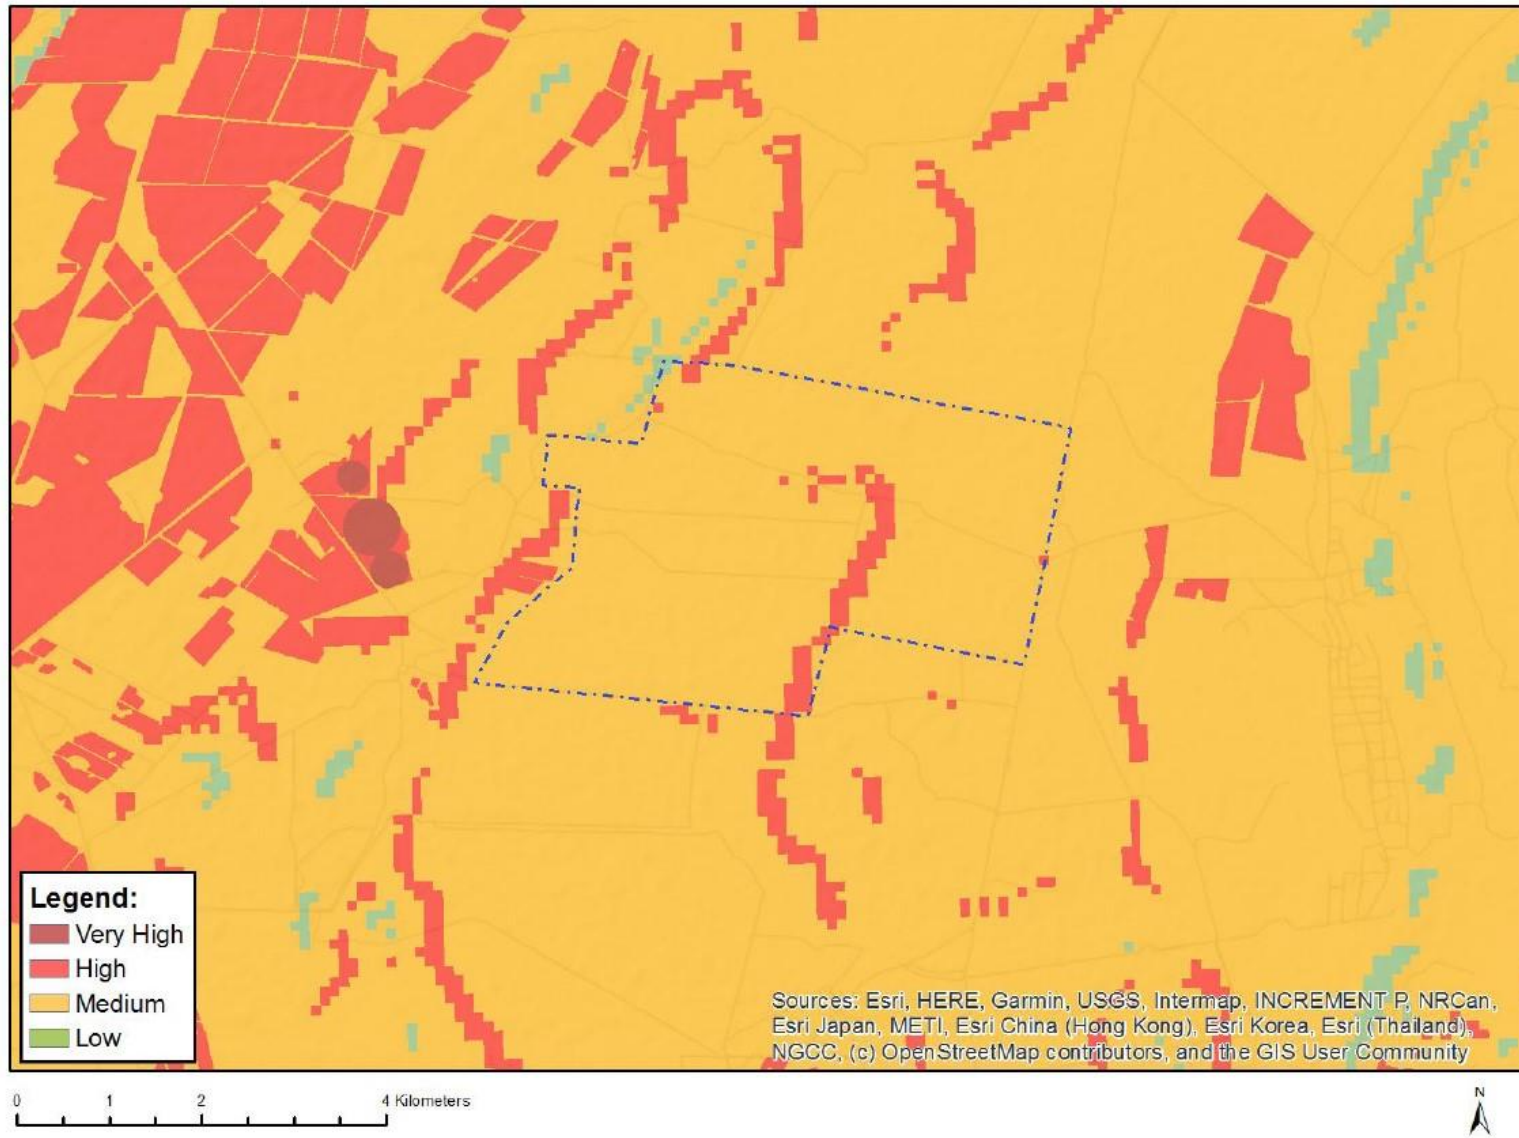 Legend:
Very High
High
Medium
Low
Sources: Esri, HERE, Garmin, USGS, Intermap, INCREMENT P, NRCan,
Esri Japan, METI, Esri China (Hong Kong), Esri Korea, Esri (Thailand),
NGCC, (c) OpenStreetMap contributors, and the GIS User Community
0 1 2 4 Kilometers
N